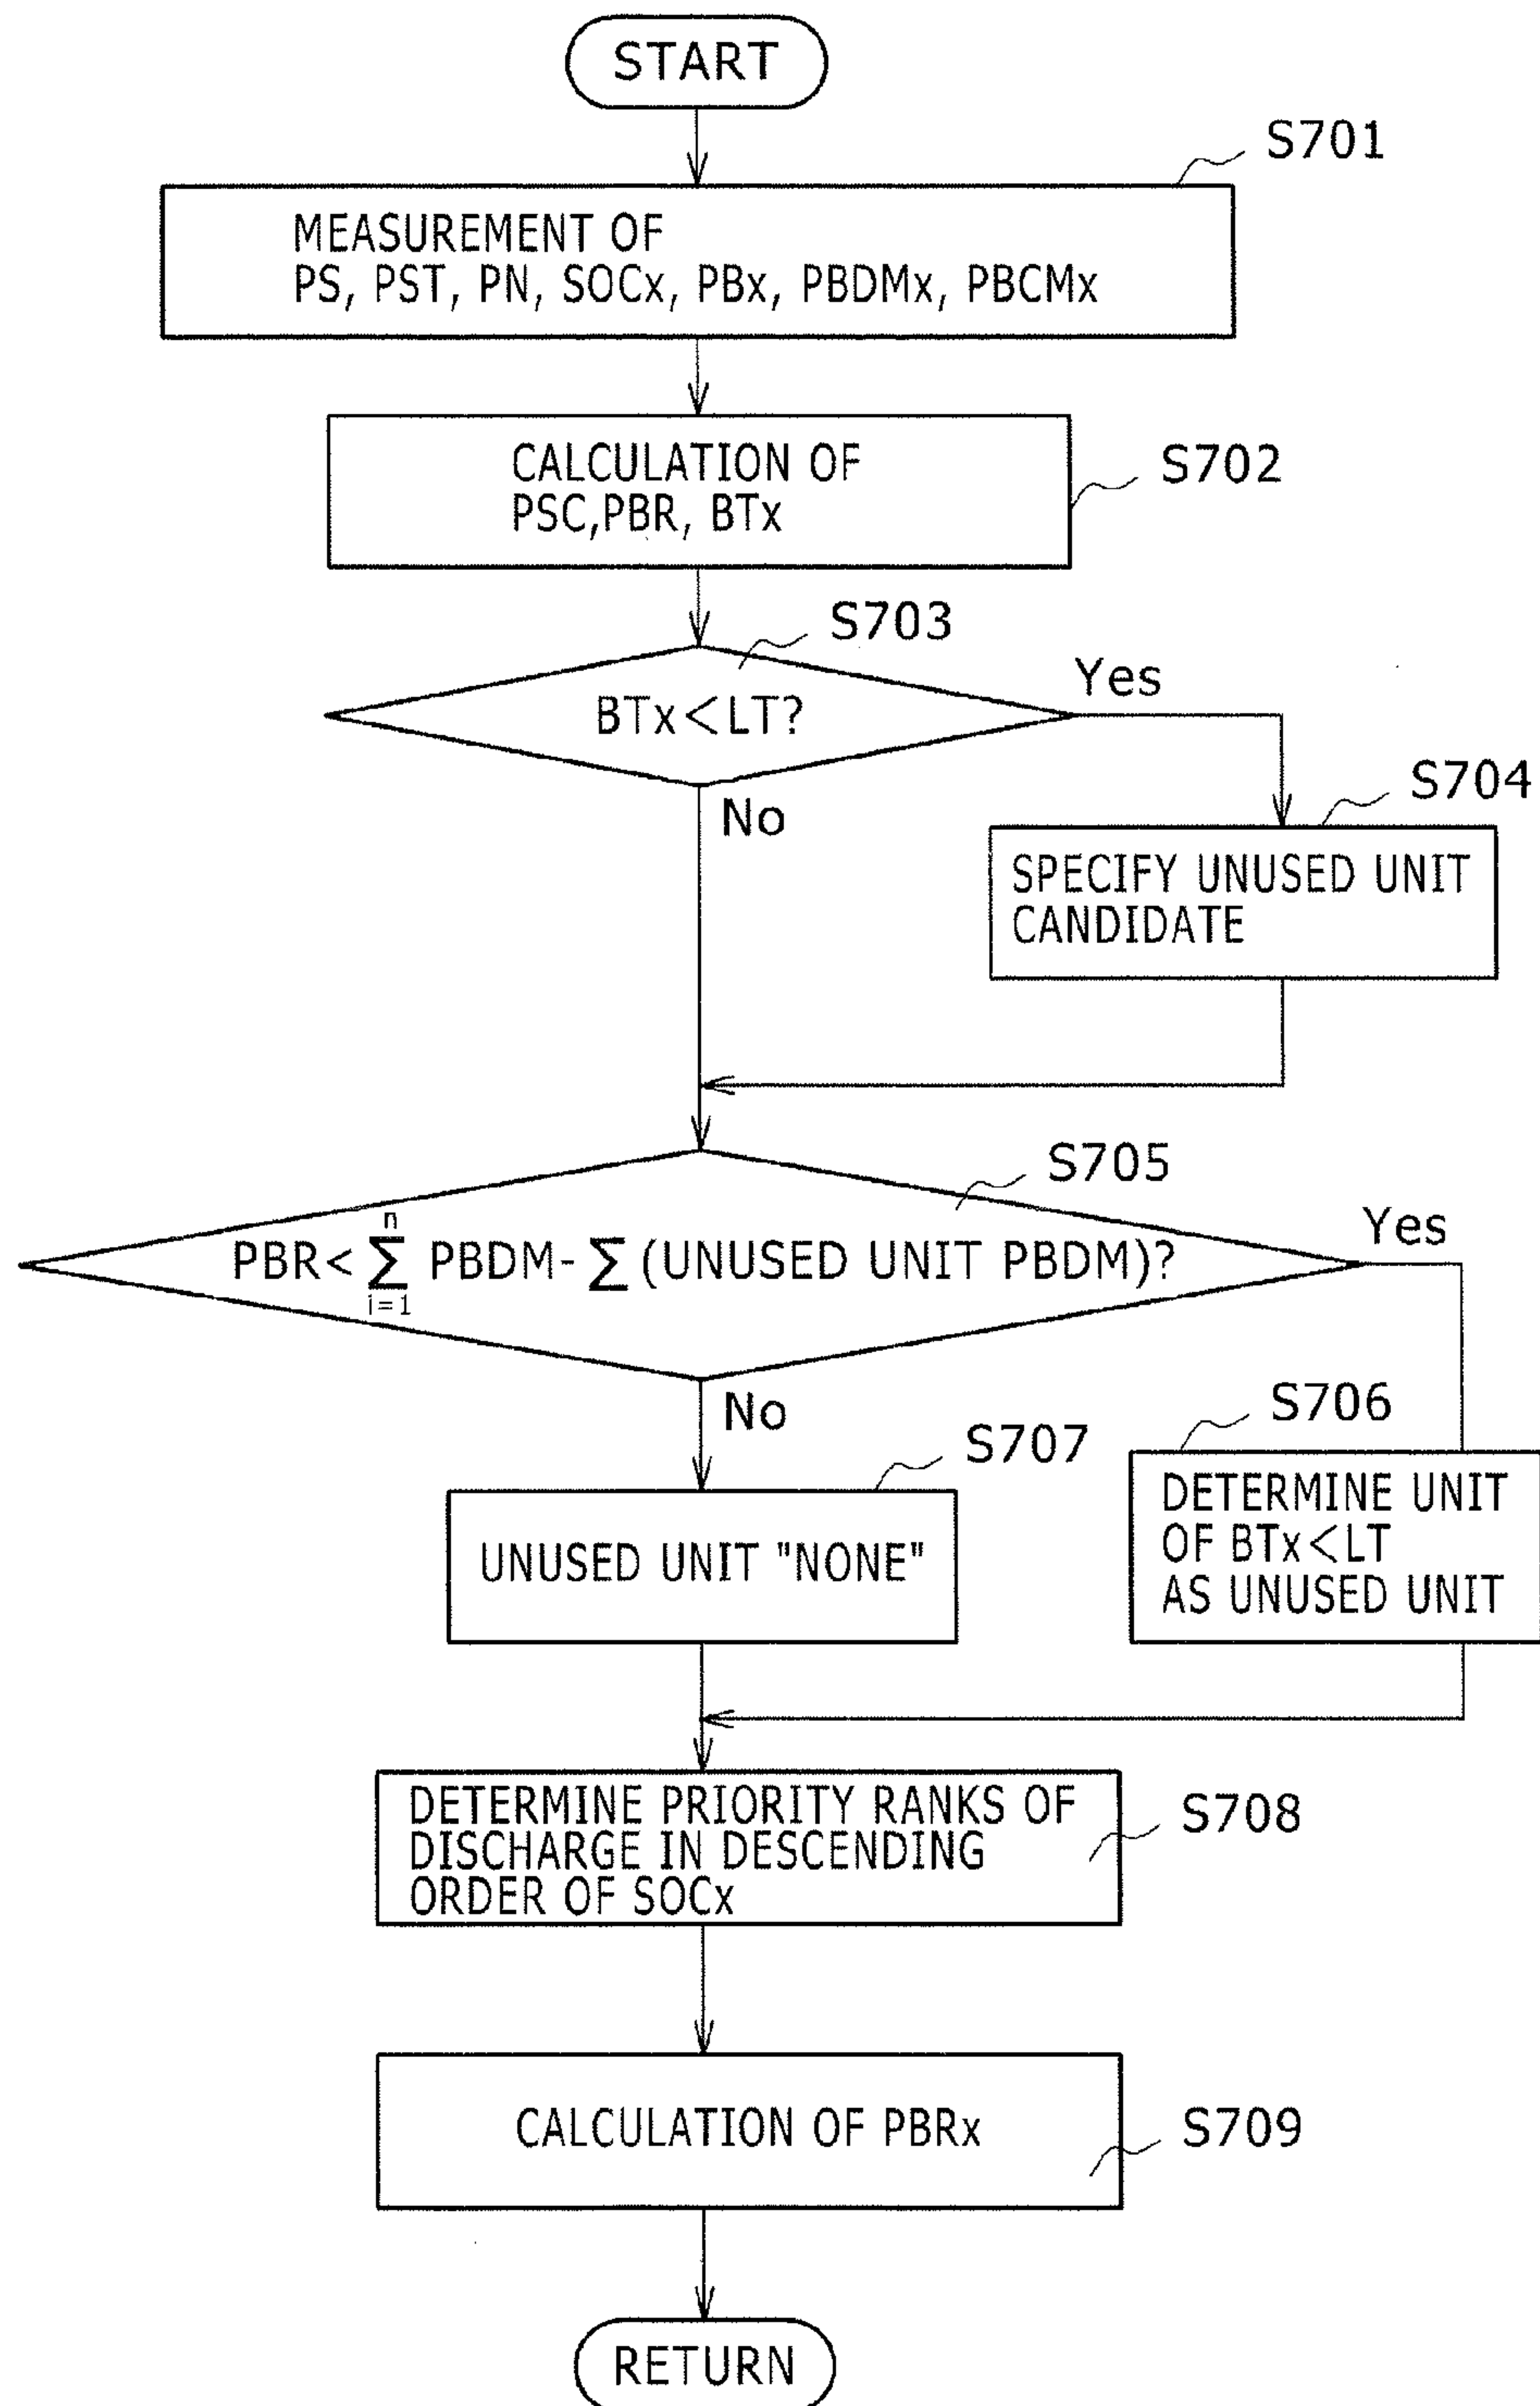 START
S701
MEASUREMENT OF
PS, PST, PN, SOCx, PBx, PBDMx, PBCMx
CALCULATION OF
PSC,PBR, BTx
S702
S703
BTx<LT?
Yes
No
S704
SPECIFY UNUSED UNIT
CANDIDATE
S705
PBR< n∑i=1 PBDM-∑(UNUSED UNIT PBDM)?
Yes
No
S706
DETERMINE UNIT
OF BTx<LT
AS UNUSED UNIT
S707
UNUSED UNIT "NONE"
DETERMINE PRIORITY RANKS OF
DISCHARGE IN DESCENDING
ORDER OF SOCx
S708
CALCULATION OF PBRx
S709
RETURN